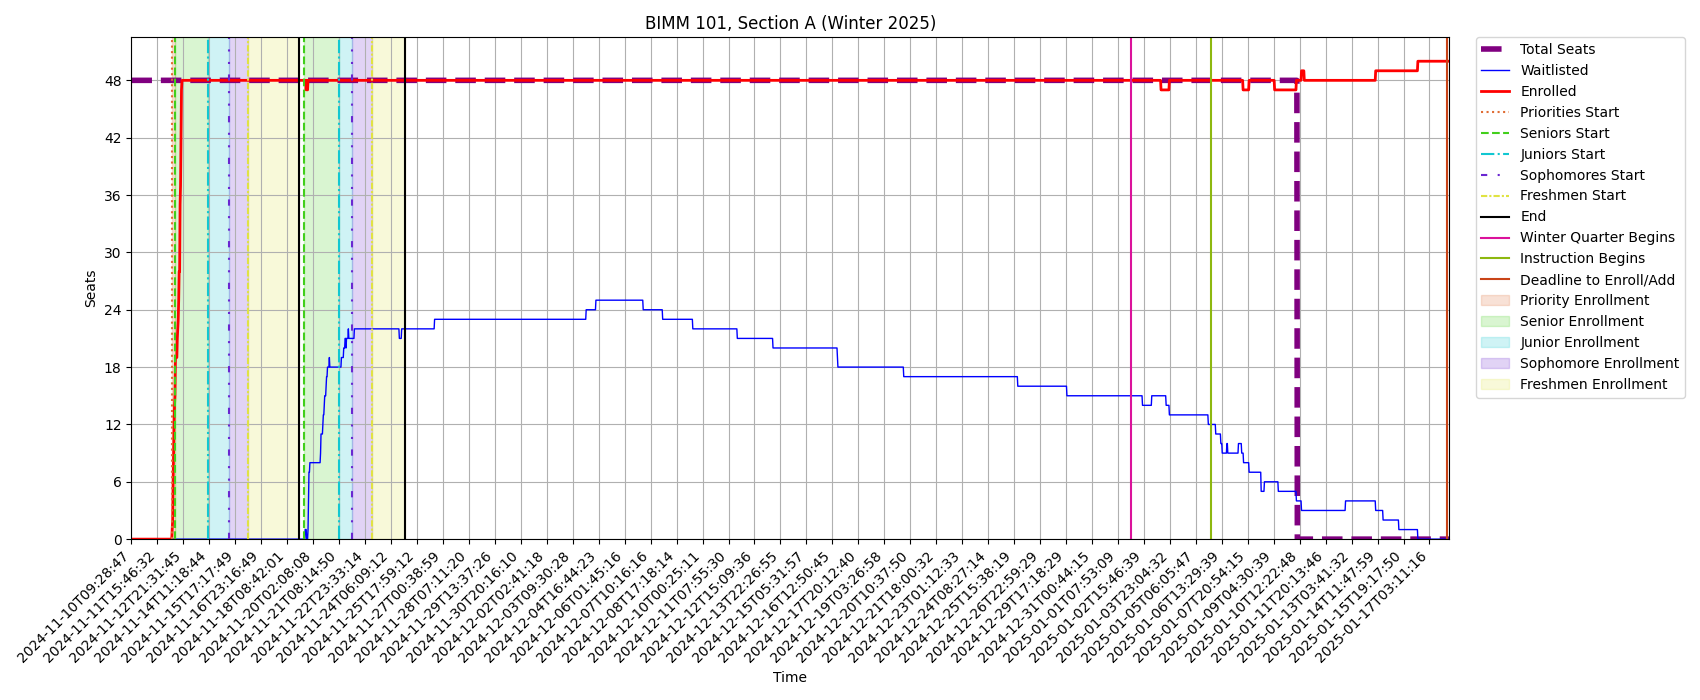 BIMM 101, Section A (Winter 2025)
Seats
48
42
36
30
24
18
12
6
0
2024-11-10T09:28:47
2024-11-11T15:46:32
2024-11-12T21:31:45
2024-11-14T11:18:44
2024-11-15T17:17:49
2024-11-16T23:16:49
2024-11-18T08:42:01
2024-11-20T02:08:08
2024-11-21T08:14:50
2024-11-22T23:33:14
2024-11-24T06:09:12
2024-11-25T17:59:12
2024-11-27T00:38:59
2024-11-28T07:11:20
2024-11-29T13:37:26
2024-11-30T20:16:10
2024-12-02T02:41:18
2024-12-03T09:30:28
2024-12-04T16:44:23
2024-12-06T01:45:16
2024-12-07T10:16:16
2024-12-08T17:18:14
2024-12-10T00:25:11
2024-12-11T07:55:30
2024-12-12T15:09:36
2024-12-13T22:26:55
2024-12-15T05:31:57
2024-12-16T12:50:45
2024-12-17T20:12:40
2024-12-19T03:26:58
2024-12-20T10:37:50
2024-12-21T18:00:32
2024-12-23T01:12:33
2024-12-24T08:27:14
2024-12-25T15:38:19
2024-12-26T22:59:29
2024-12-29T17:18:29
2024-12-31T00:44:15
2025-01-01T07:53:09
2025-01-02T15:46:39
2025-01-03T23:04:32
2025-01-05T06:05:47
2025-01-06T13:29:39
2025-01-07T20:54:15
2025-01-09T04:30:39
2025-01-10T12:22:48
2025-01-11T20:13:46
2025-01-13T03:41:32
2025-01-14T11:47:59
2025-01-15T19:17:50
2025-01-17T03:11:16
Time
Total Seats
Waitlisted
Enrolled
Priorities Start
Seniors Start
Juniors Start
Sophomores Start
Freshmen Start
End
Winter Quarter Begins
Instruction Begins
Deadline to Enroll/Add
Priority Enrollment
Senior Enrollment
Junior Enrollment
Sophomore Enrollment
Freshmen Enrollment